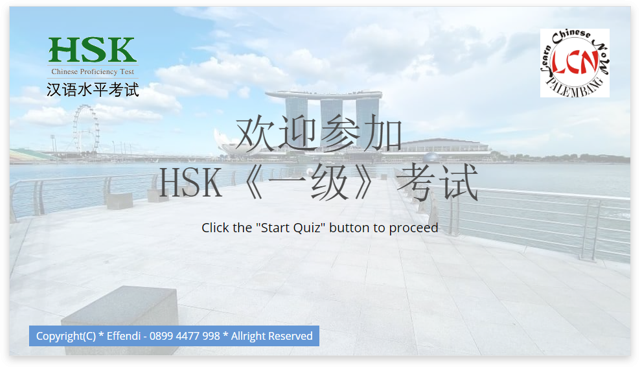 HSK
Chinese Proficiency Test
汉语水平考试
Learn Chinese Now
LCN
PALEMBANG
欢迎参加
HSK《一级》考试
Click the "Start Quiz" button to proceed
Copyright(C) * Effendi - 0899 4477 998 * Allright Reserved